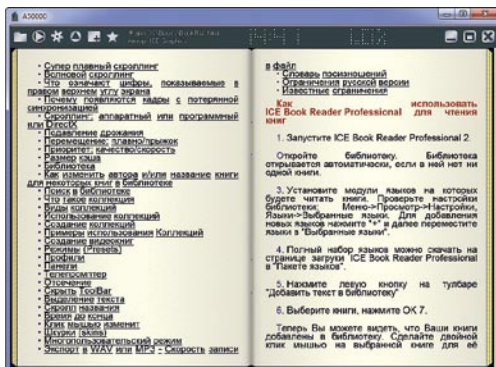 A50000
• Супер плавный скроллинг
• Волновой скроллинг
• Что означают цифры, показываемые в
правом верхнем углу экрана
• Почему появляются кадры с потерянной
синхронизацией
• Скроллинг: аппаратный или программный
или DirectX
• Подавление дрожания
• Перемещение: плавно/прыжок
• Приоритет: качество/скорость
• Размер кэша
• Библиотека
• Как изменить автора и/или название книги
для некоторых книг в библиотеке
• Поиск в библиотеке
• Что такое коллекция
• Виды коллекций
• Использование коллекций
• Создание коллекций
• Примеры использования Коллекций
• Создание видеокниг
• Режимы (Presets)
• Профили
• Панели
• Телепромптер
• Отсечение
• Скрыть ToolBar
• Выделение текста
• Скролл названия
• Время до конца
• Клик мышью изменит
• Шкурки (skins)
• Многопользовательский режим
• Экспорт в WAV или MP3 - Скорость записи
в файл
• Словарь произношений
• Ограничения русской версии
• Известные ограничения
Как использовать
ICE Book Reader Professional для чтения
книг
1. Запустите ICE Book Reader Professional 2.
Откройте библиотеку. Библиотека
открывается автоматически, если в ней нет ни
одной книги.
3. Установите модули языков на которых
будете читать книги. Проверьте настройки
библиотеки: Меню->Просмотр->Настройки,
Языки->Выбранные языки. Для добавления
новых языков нажмите "+" и далее переместите
языки в "Выбранные языки".
4. Полный набор языков можно скачать на
странице загрузки ICE Book Reader Professional
в "Пакете языков".
5. Нажмите левую кнопку на тулбаре
"Добавить текст в библиотеку"
6. Выберите книги, нажмите OK 7.
Теперь Вы можете видеть, что Ваши книги
добавлены в библиотеку. Сделайте двойной
клик мышью на выбранной книге для её